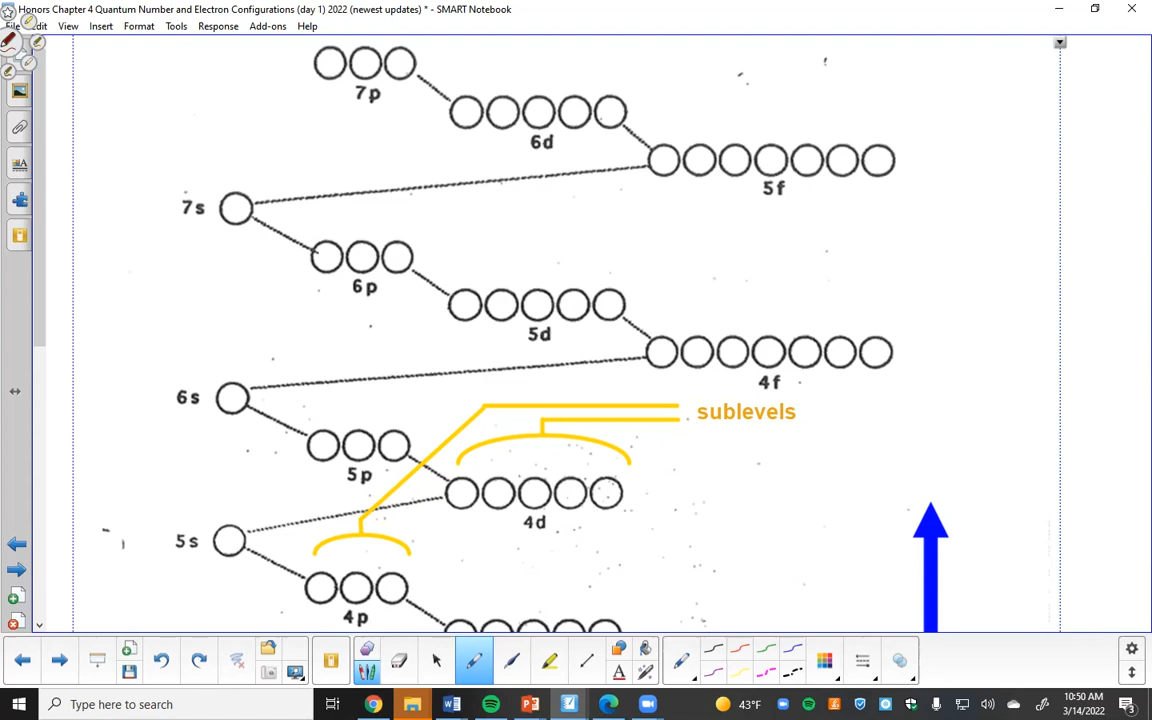 Honors Chapter 4 Quantum Number and Electron Configurations (day 1) 2022 (newest updates) * - SMART Notebook
File Edit View Insert Format Tools Response Add-ons Help
7p
6d
5f
7s
6p
5d
4f
6s
sublevels
5p
4d
5s
4p
Type here to search
43°F
10:50 AM
3/14/2022
3